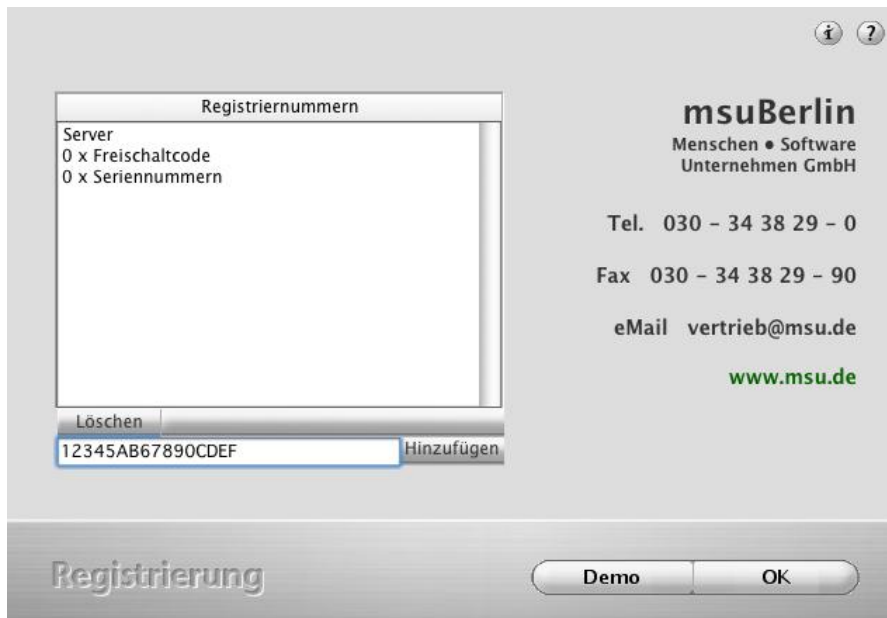 i ?
Registriernummern
Server
0 x Freischaltcode
0 x Seriennummern
Löschen
12345AB67890CDEF Hinzufügen
msuBerlin
Menschen • Software
Unternehmen GmbH
Tel. 030 – 34 38 29 – 0
Fax 030 – 34 38 29 – 90
eMail vertrieb@msu.de
www.msu.de
Registrierung Demo OK